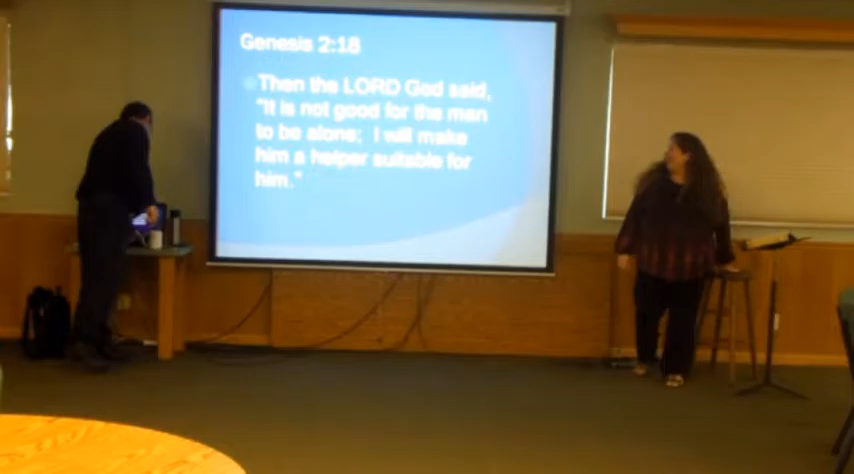 Genesis 2:18
Then the LORD God said,
"It is not good for the man
to be alone; I will make
him a helper suitable for
him."